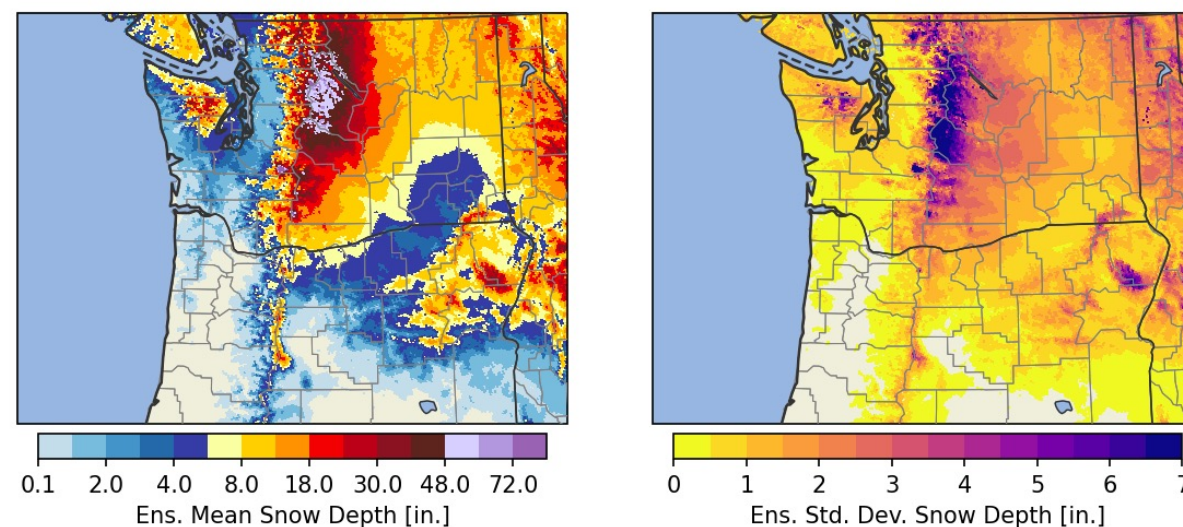 0.1 2.0 4.0 8.0 18.0 30.0 48.0 72.0
Ens. Mean Snow Depth [in.]
0 1 2 3 4 5 6 7
Ens. Std. Dev. Snow Depth [in.]